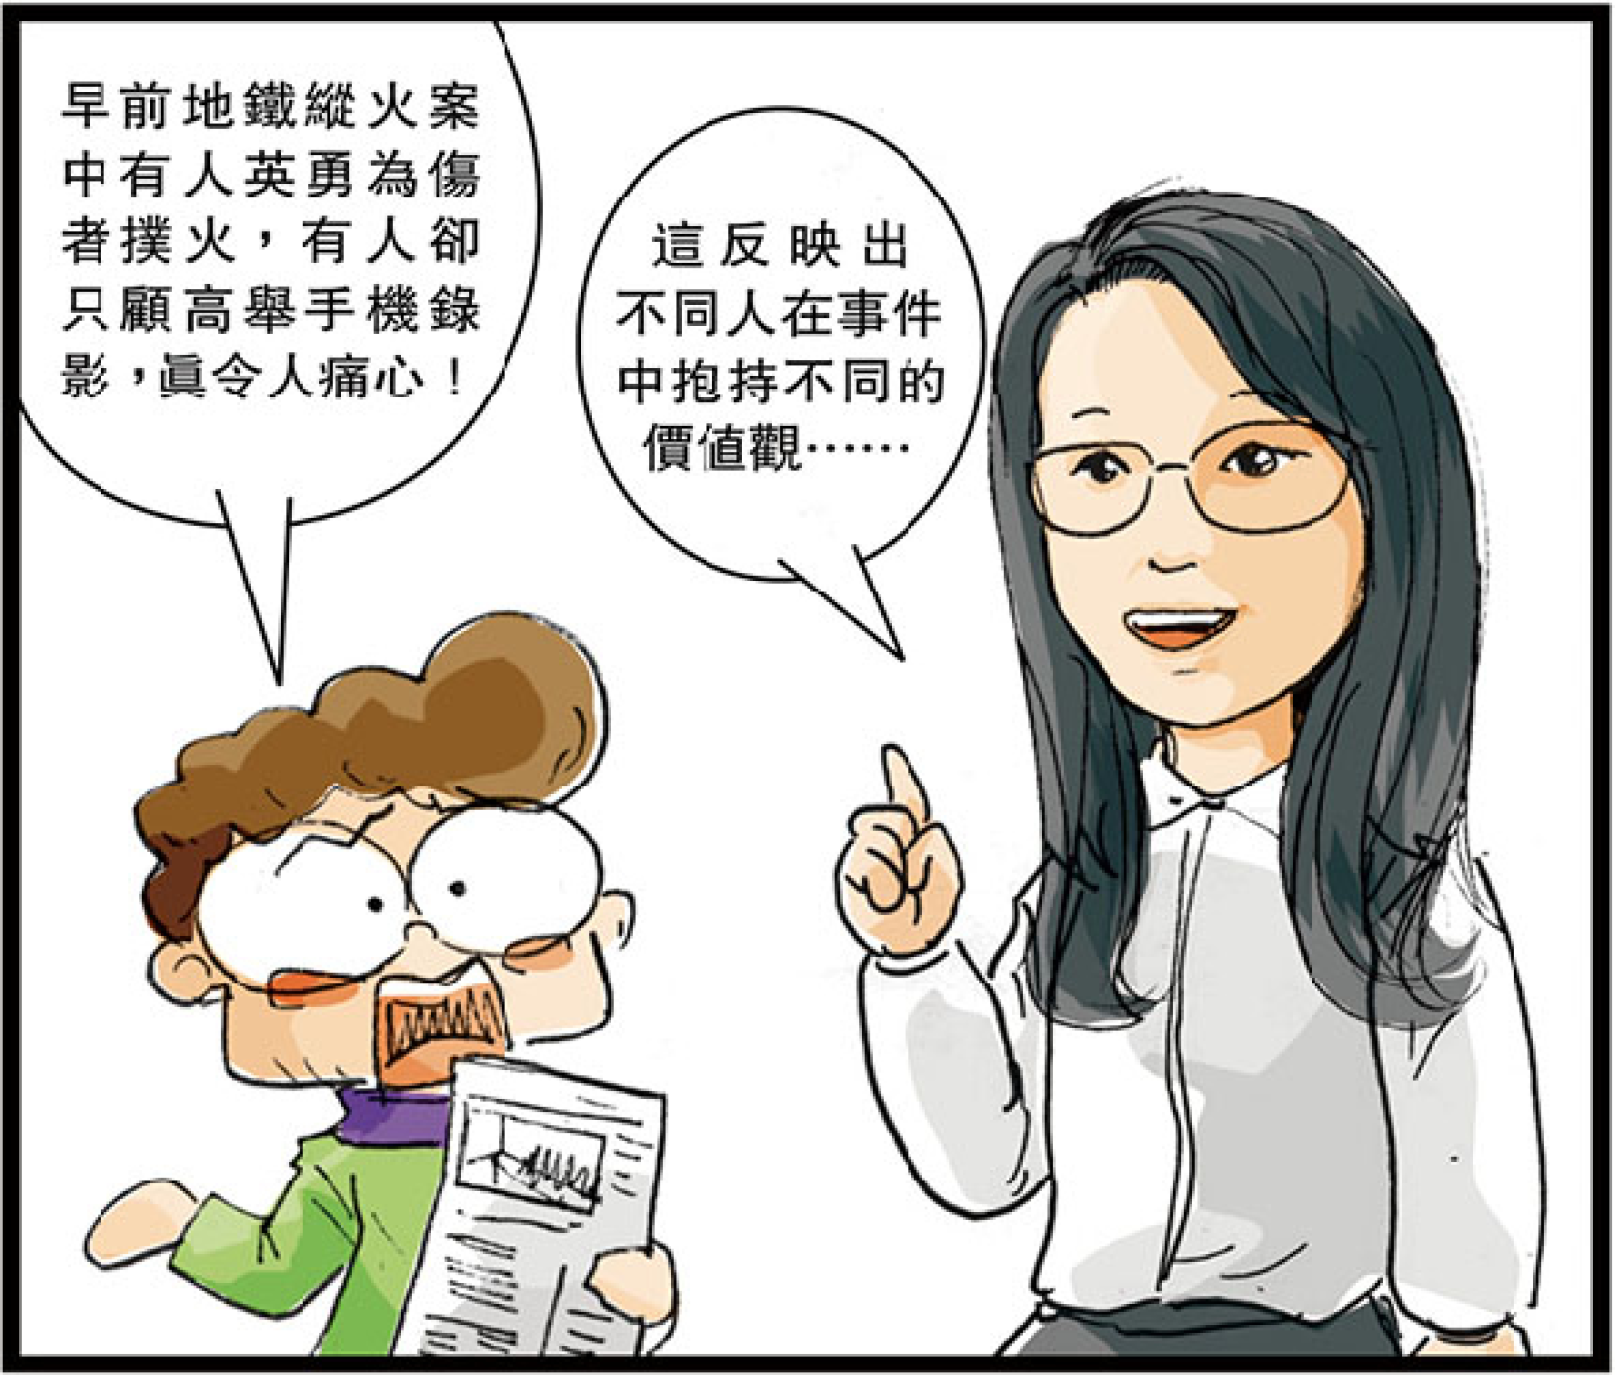 早前地鐵縱火案
中有人英勇為傷
者撲火，有人卻
只顧高舉手機錄
影，眞令人痛心！
這反映出
不同人在事件
中抱持不同的
價值觀……